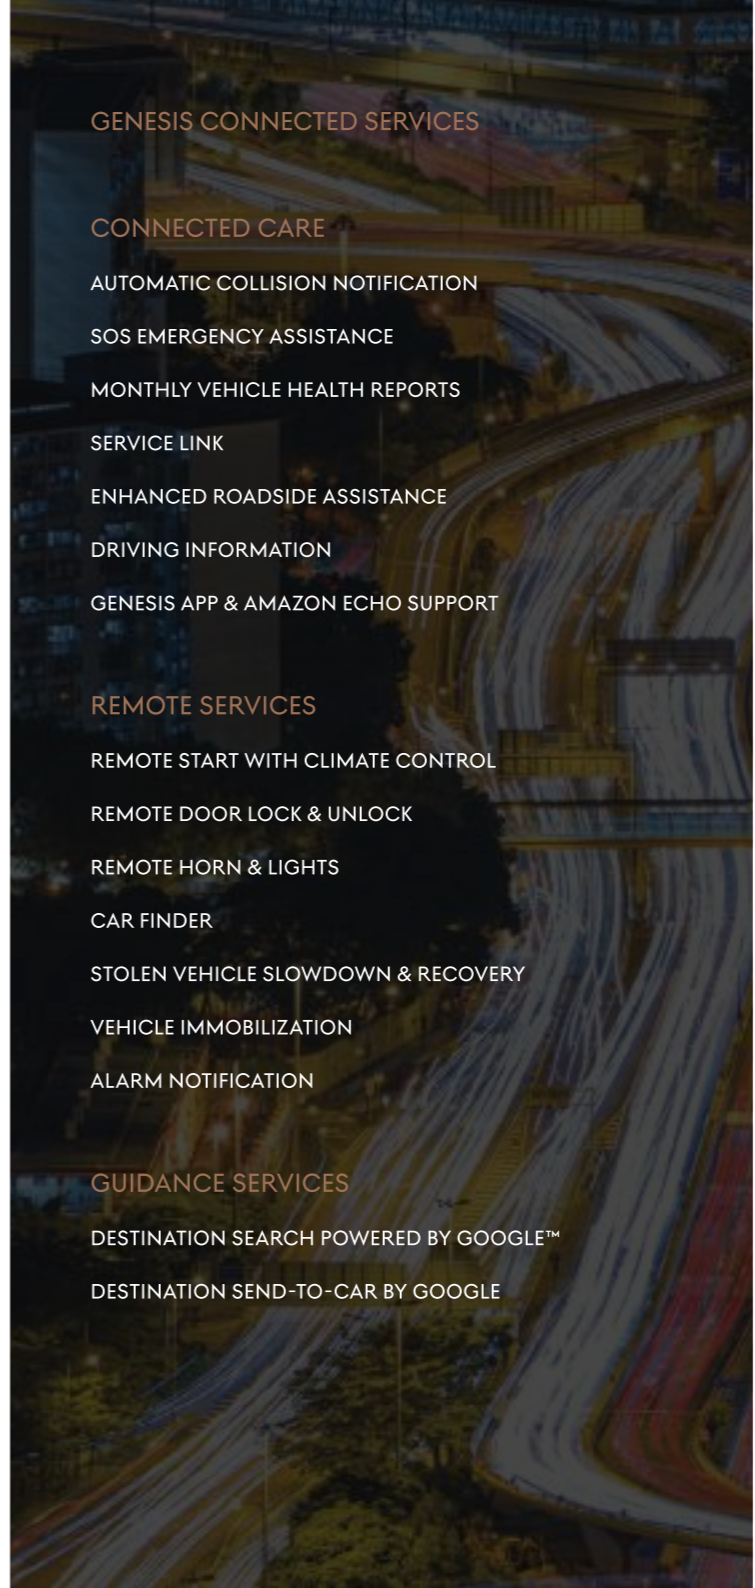 GENESIS CONNECTED SERVICES
CONNECTED CARE
AUTOMATIC COLLISION NOTIFICATION
SOS EMERGENCY ASSISTANCE
MONTHLY VEHICLE HEALTH REPORTS
SERVICE LINK
ENHANCED ROADSIDE ASSISTANCE
DRIVING INFORMATION
GENESIS APP & AMAZON ECHO SUPPORT
REMOTE SERVICES
REMOTE START WITH CLIMATE CONTROL
REMOTE DOOR LOCK & UNLOCK
REMOTE HORN & LIGHTS
CAR FINDER
STOLEN VEHICLE SLOWDOWN & RECOVERY
VEHICLE IMMOBILIZATION
ALARM NOTIFICATION
GUIDANCE SERVICES
DESTINATION SEARCH POWERED BY GOOGLE™
DESTINATION SEND-TO-CAR BY GOOGLE